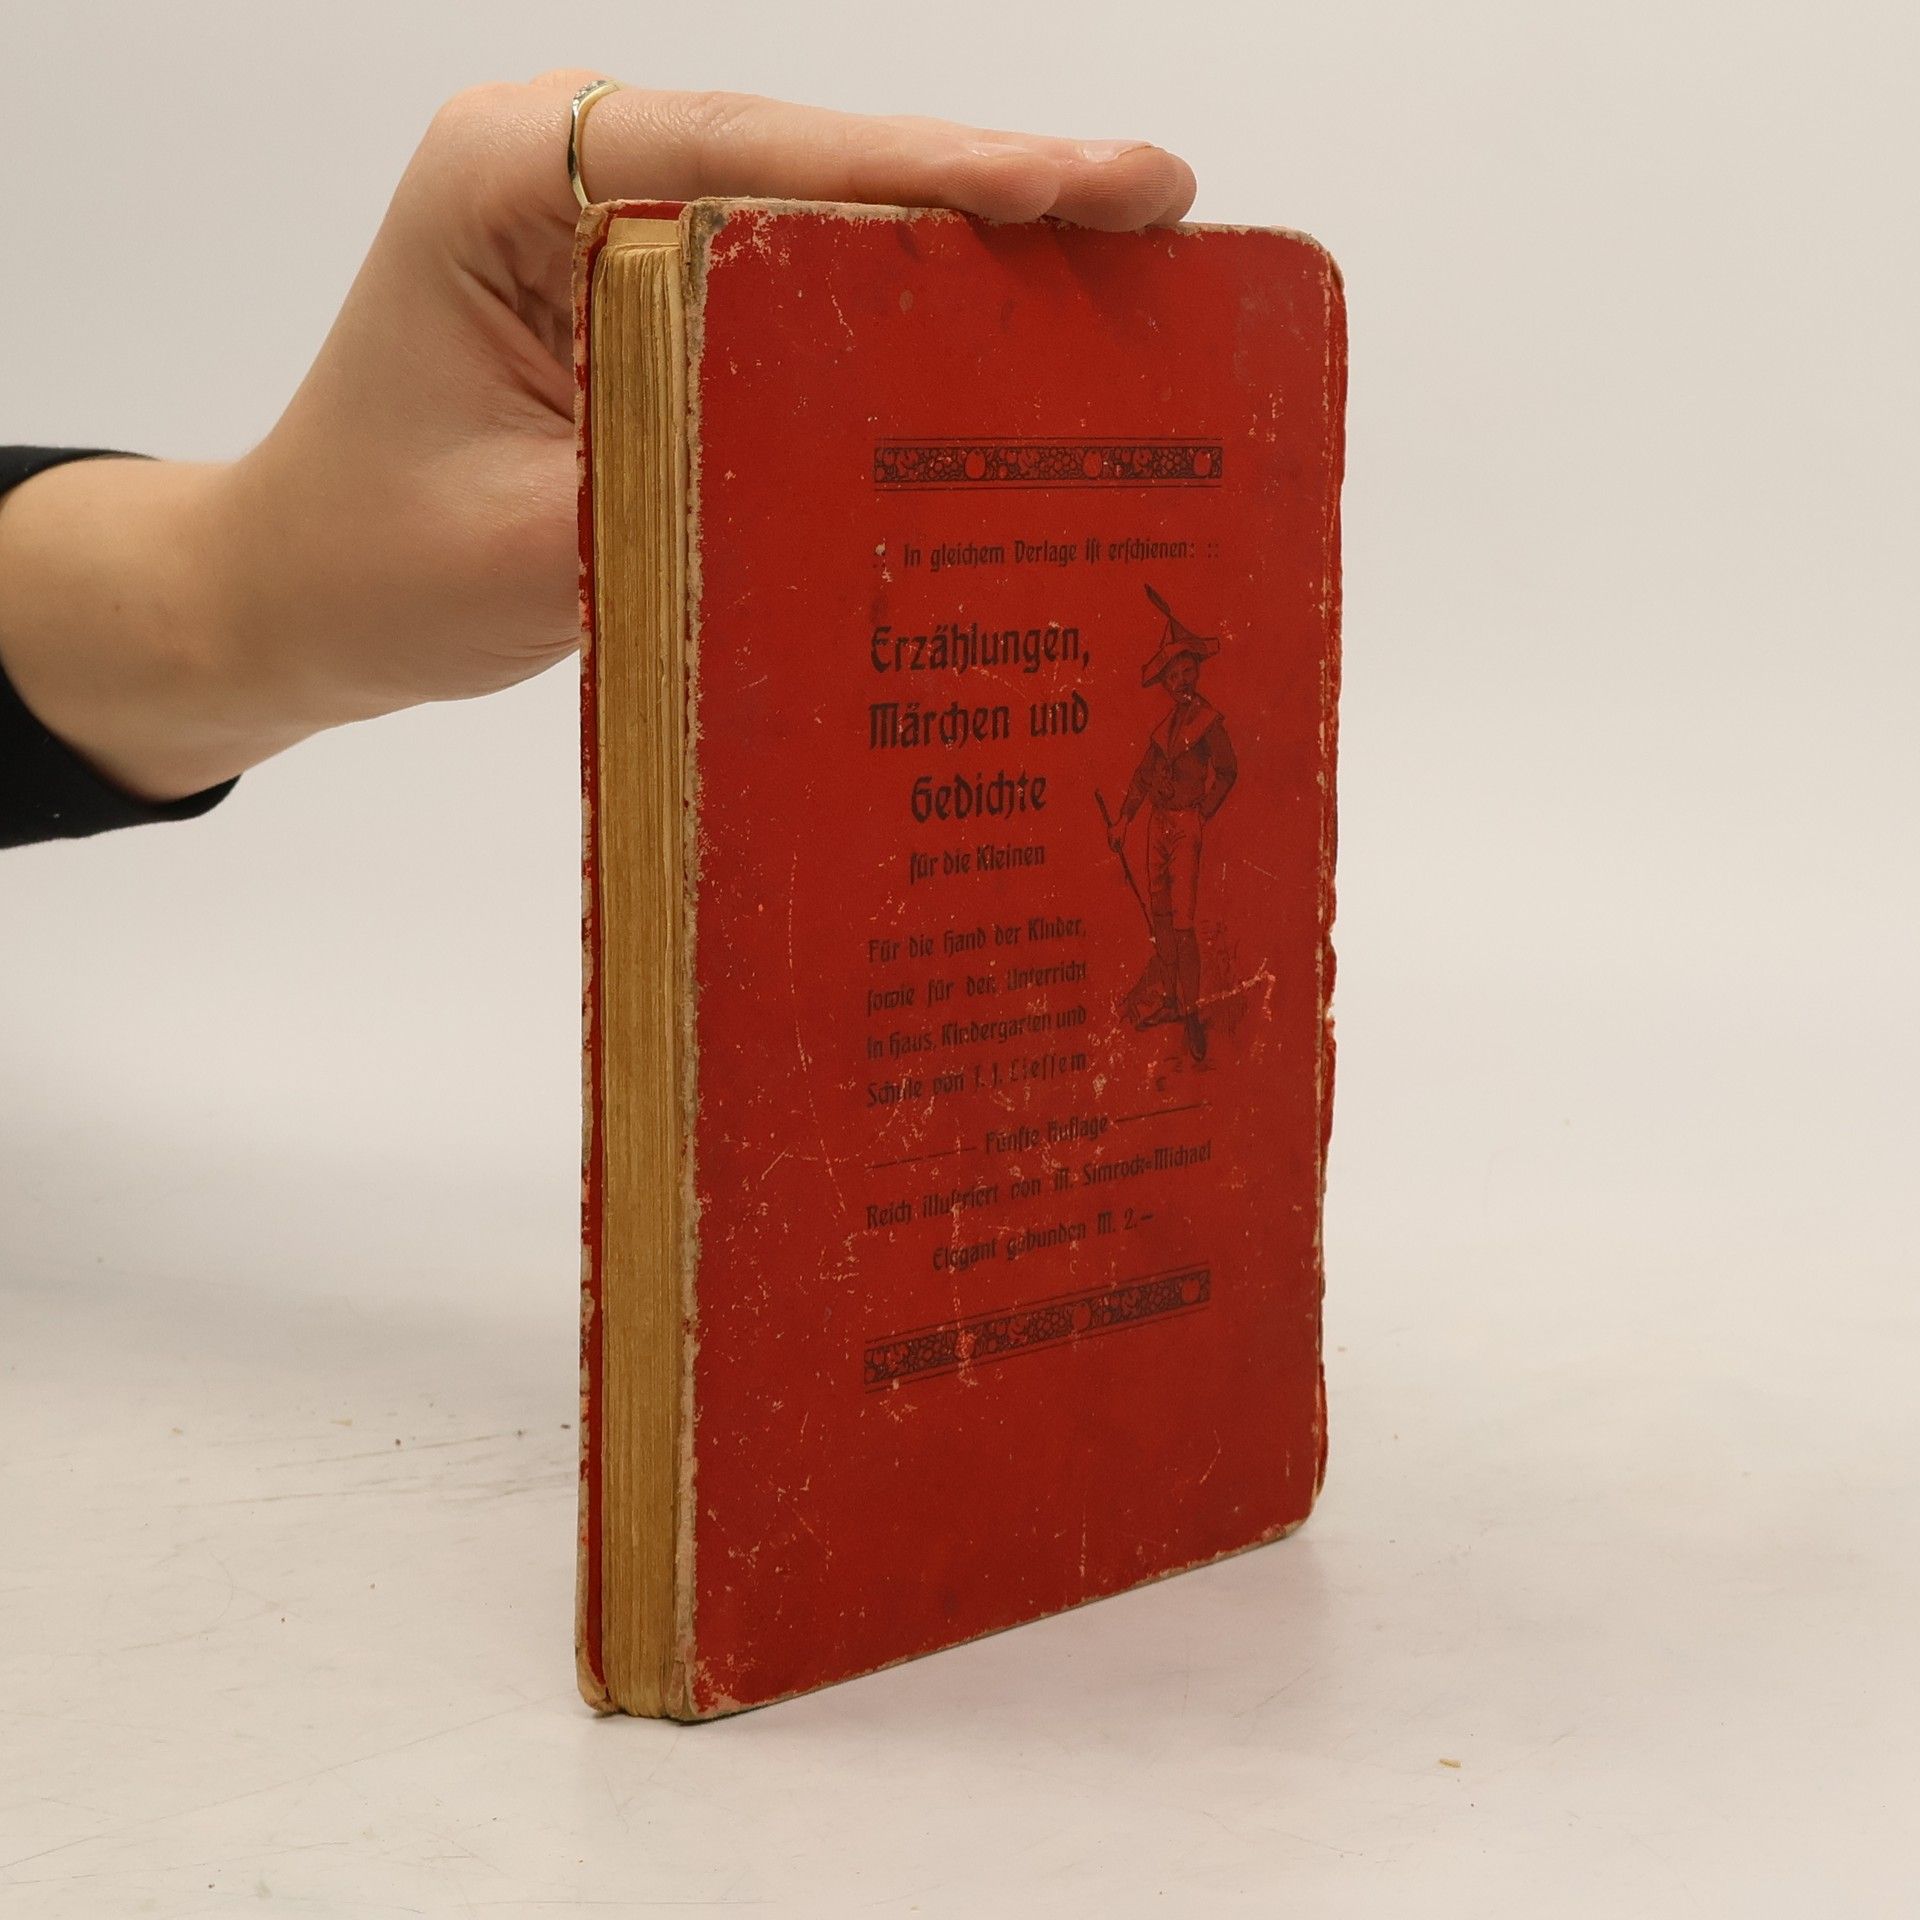 :: In gleichem Verlage ist erschienen: ::
Erzählungen,
Märchen und
Gedichte
für die Kleinen
Für die Hand der Kinder,
sowie für den Unterricht
in Haus, Kindergarten und
Schule von J. J. Liessem
Fünfte Auflage
Reich illustriert von M. Simrock=Michael
Elegant gebunden M. 2.—